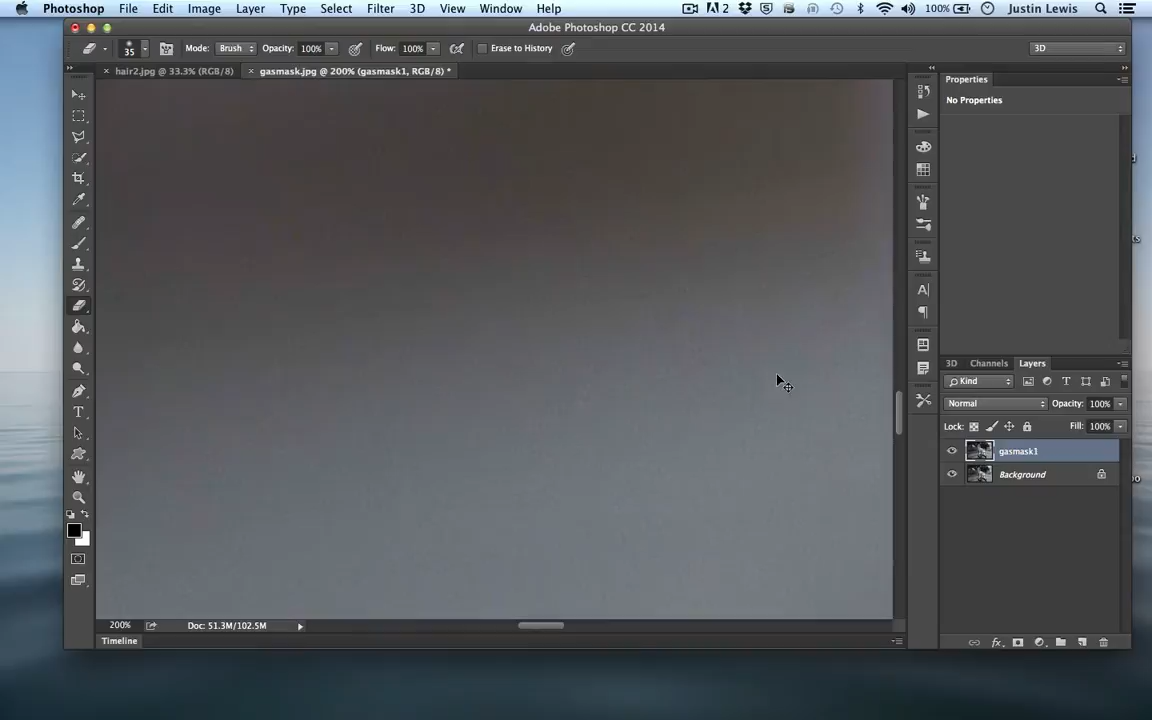 Photoshop File Edit Image Layer Type Select Filter 3D View Window Help 2 100% Justin Lewis
Adobe Photoshop CC 2014
35 Mode: Brush Opacity: 100% Flow: 100% Erase to History 3D
hair2.jpg @ 33.3% (RGB/8) gasmask.jpg @ 200% (gasmask1, RGB/8) *
Properties
No Properties
3D Channels Layers
Kind
Normal Opacity: 100%
Lock: Fill: 100%
gasmask1
Background
200% Doc: 51.3M/102.5M
Timeline